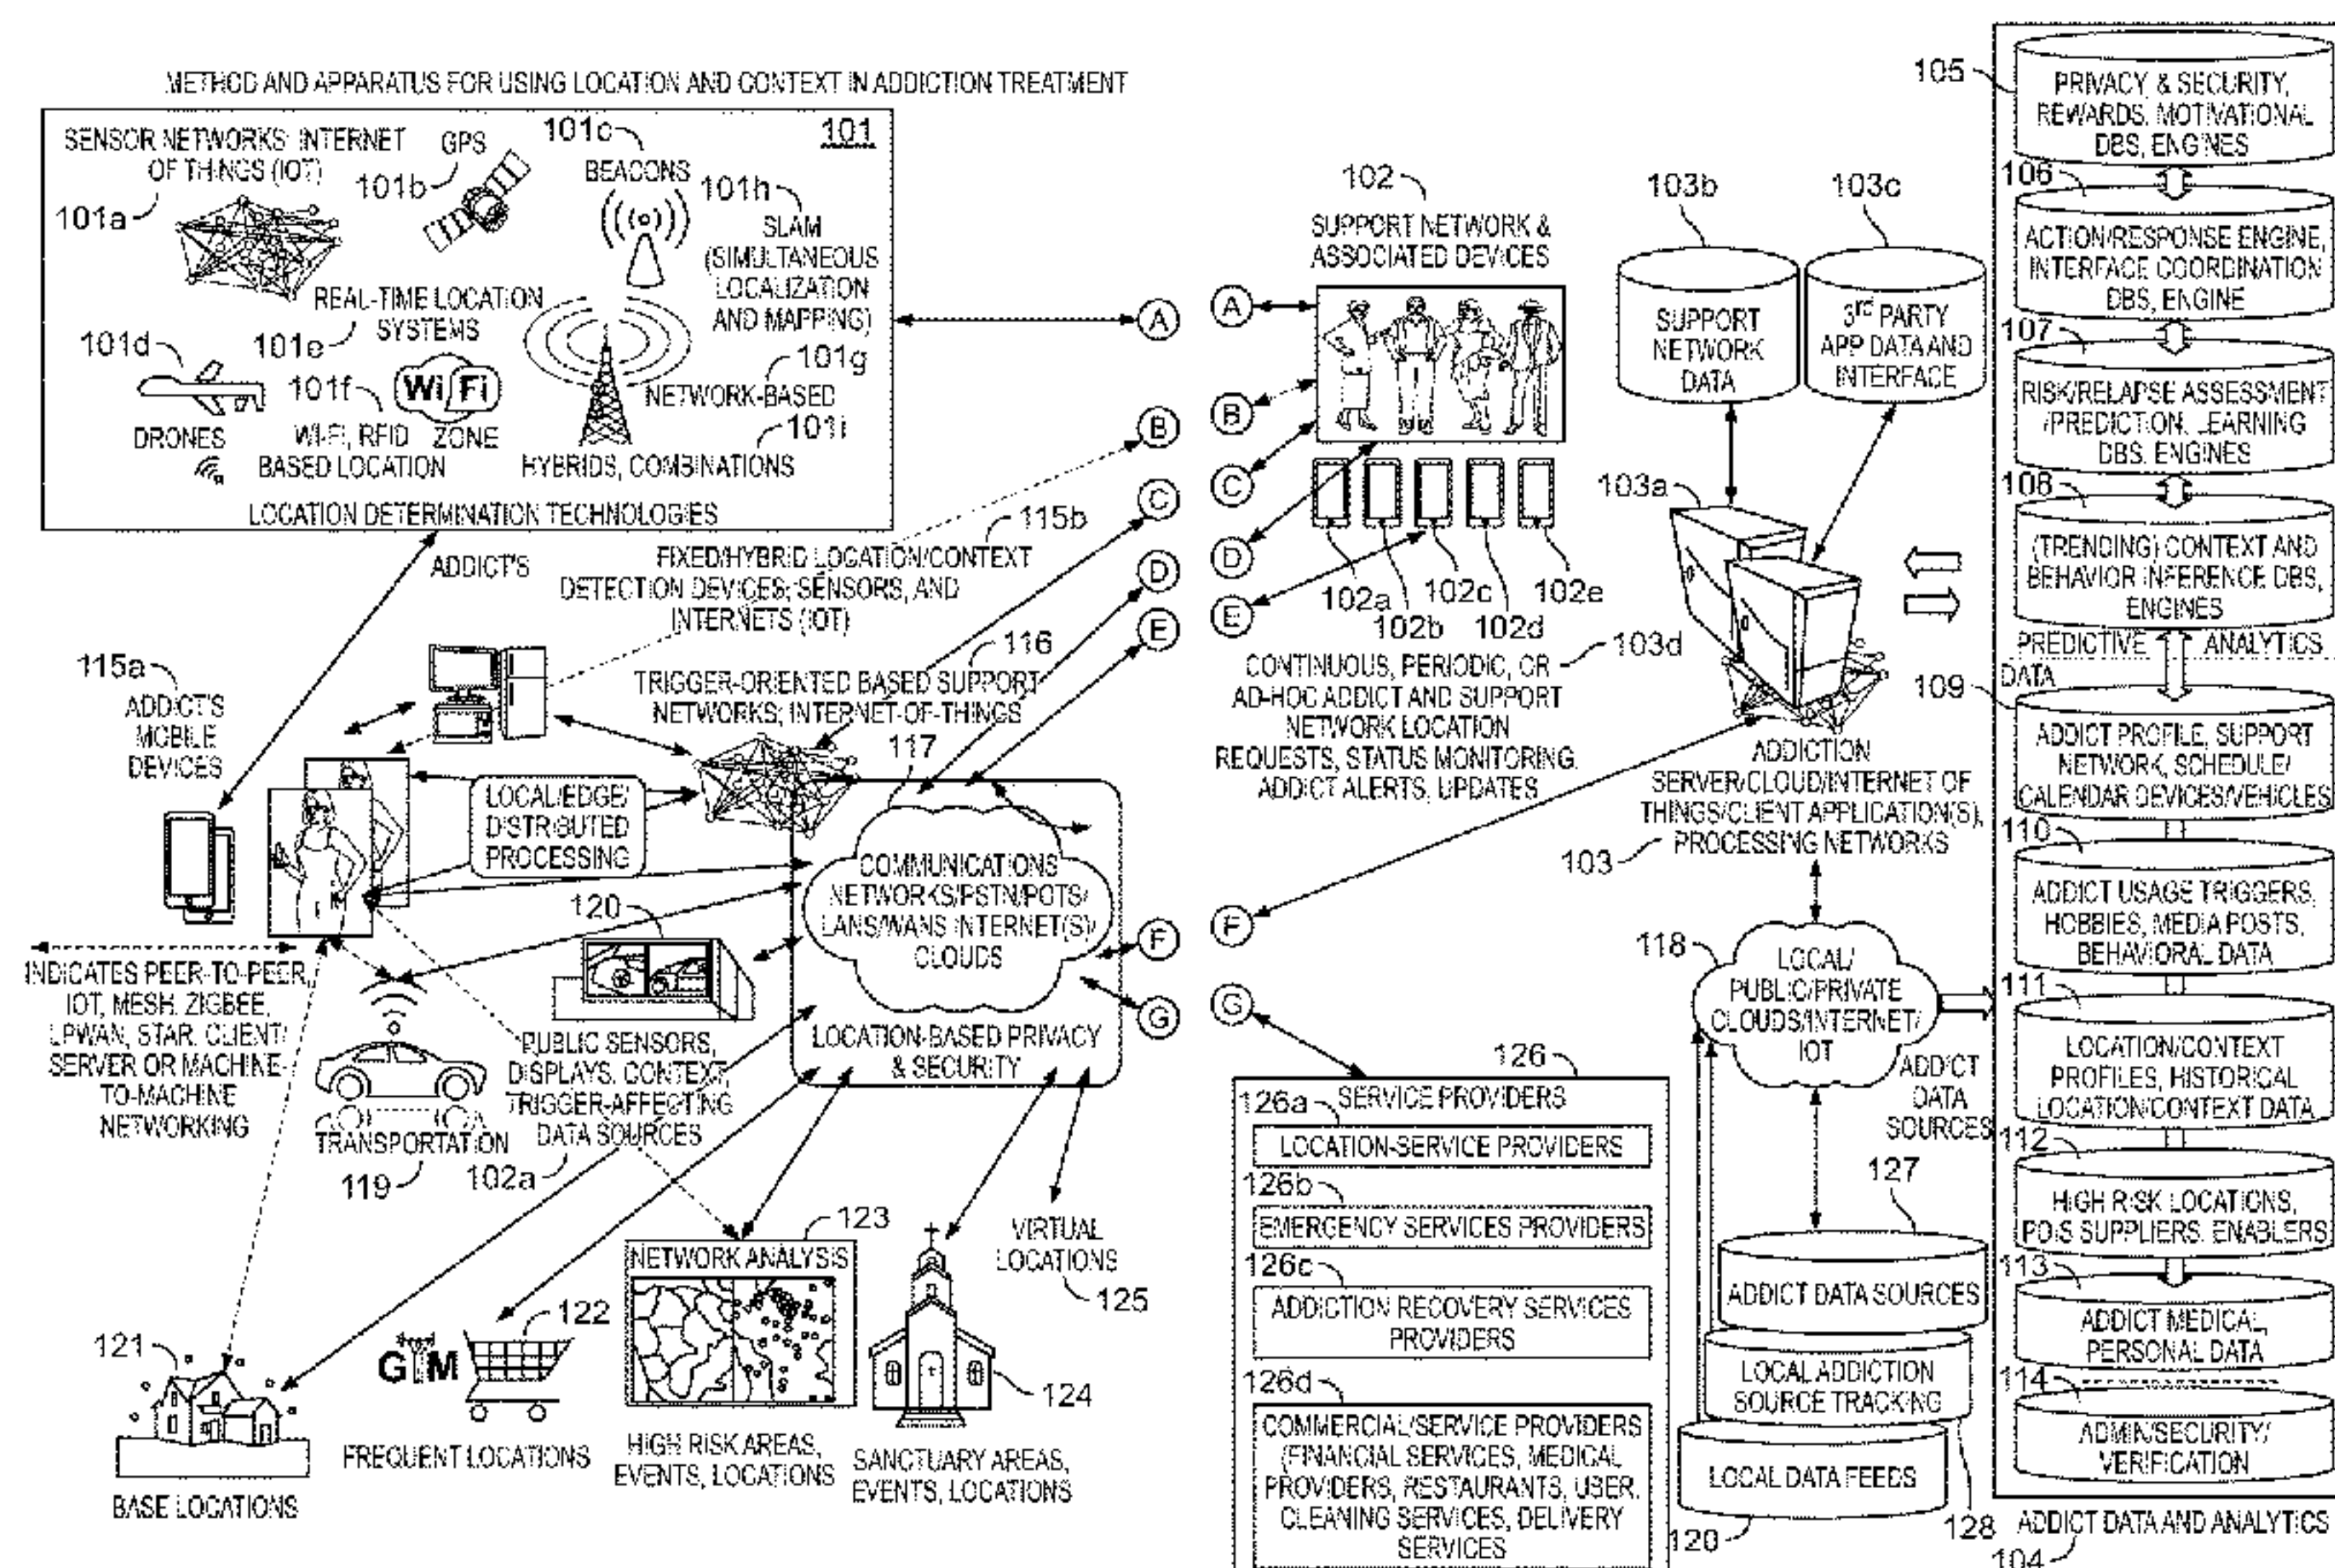 METHOD AND APPARATUS FOR USING LOCATION AND CONTEXT IN ADDICTION TREATMENT
101
SENSOR NETWORKS INTERNET
OF THINGS (IOT)
101a
GPS
101b
101c
BEACONS
101h
SLAM
(SIMULTANEOUS
LOCALIZATION
AND MAPPING)
REAL-TIME LOCATION
SYSTEMS
101e
101d
DRONES
101f
Wi Fi
ZONE
WI-FI, RFID
BASED LOCATION
101g
NETWORK-BASED
101i
HYBRIDS, COMBINATIONS
LOCATION DETERMINATION TECHNOLOGIES
A
B
C
D
E
F
G
ADDICT'S
115b
FIXED/HYBRID LOCATION/CONTEXT
DETECTION DEVICES; SENSORS, AND
INTERNETS (IOT)
116
TRIGGER-ORIENTED BASED SUPPORT
NETWORKS; INTERNET-OF-THINGS
117
115a
ADDICT'S
MOBILE
DEVICES
LOCAL/EDGE/
DISTRIBUTED
PROCESSING
COMMUNICATIONS
NETWORKS/PSTN/POTS/
LANS/WANS INTERNET(S)/
CLOUDS
LOCATION-BASED PRIVACY
& SECURITY
INDICATES PEER-TO-PEER,
IOT, MESH, ZIGBEE,
LPWAN, STAR, CLIENT/
SERVER OR MACHINE-
TO-MACHINE
NETWORKING
TRANSPORTATION
119
120
PUBLIC SENSORS,
DISPLAYS, CONTEXT,
TRIGGER-AFFECTING
DATA SOURCES
102a
121
BASE LOCATIONS
G M
122
FREQUENT LOCATIONS
123
NETWORK ANALYSIS
HIGH RISK AREAS,
EVENTS, LOCATIONS
124
SANCTUARY AREAS,
EVENTS, LOCATIONS
VIRTUAL
LOCATIONS
125
102
SUPPORT NETWORK &
ASSOCIATED DEVICES
A
B
C
D
E
F
G
102a
102b
102c
102d
102e
103d
CONTINUOUS, PERIODIC, OR
AD-HOC ADDICT AND SUPPORT
NETWORK LOCATION
REQUESTS, STATUS MONITORING,
ADDICT ALERTS, UPDATES
126
SERVICE PROVIDERS
126a
LOCATION-SERVICE PROVIDERS
126b
EMERGENCY SERVICES PROVIDERS
126c
ADDICTION RECOVERY SERVICES
PROVIDERS
126d
COMMERCIAL/SERVICE PROVIDERS
(FINANCIAL SERVICES, MEDICAL
PROVIDERS, RESTAURANTS, UBER,
CLEANING SERVICES, DELIVERY
SERVICES
103b
SUPPORT
NETWORK
DATA
103c
3rd PARTY
APP DATA AND
INTERFACE
103a
ADDICTION
SERVER/CLOUD/INTERNET OF
THINGS/CLIENT APPLICATION(S),
PROCESSING NETWORKS
103
118
LOCAL/
PUBLIC/PRIVATE
CLOUDS/INTERNET/
IOT
ADDICT
DATA
SOURCES
127
ADDICT DATA SOURCES
LOCAL ADDICTION
SOURCE TRACKING
128
LOCAL DATA FEEDS
120
105
PRIVACY & SECURITY,
REWARDS, MOTIVATIONAL
DBS, ENGINES
106
ACTION/RESPONSE ENGINE,
INTERFACE COORDINATION
DBS, ENGINE
107
RISK/RELAPSE ASSESSMENT
/PREDICTION, LEARNING
DBS, ENGINES
108
(TRENDING) CONTEXT AND
BEHAVIOR INFERENCE DBS,
ENGINES
PREDICTIVE ANALYTICS
DATA
109
ADDICT PROFILE, SUPPORT
NETWORK, SCHEDULE/
CALENDAR DEVICES/VEHICLES
110
ADDICT USAGE TRIGGERS,
HOBBIES, MEDIA POSTS,
BEHAVIORAL DATA
111
LOCATION/CONTEXT
PROFILES, HISTORICAL
LOCATION/CONTEXT DATA
112
HIGH RISK LOCATIONS,
POIS SUPPLIERS, ENABLERS
113
ADDICT MEDICAL,
PERSONAL DATA
114
ADMIN/SECURITY/
VERIFICATION
ADDICT DATA AND ANALYTICS
104